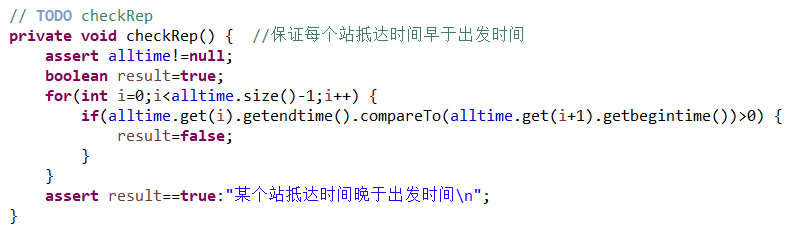 // TODO checkRep
private void checkRep() {  //保证每个站抵达时间早于出发时间
    assert alltime!=null;
    boolean result=true;
    for(int i=0;i<alltime.size()-1;i++) {
        if(alltime.get(i).getendtime().compareTo(alltime.get(i+1).getbegintime())>0) {
            result=false;
        }
    }
    assert result==true:"某个站抵达时间晚于出发时间\n";
}